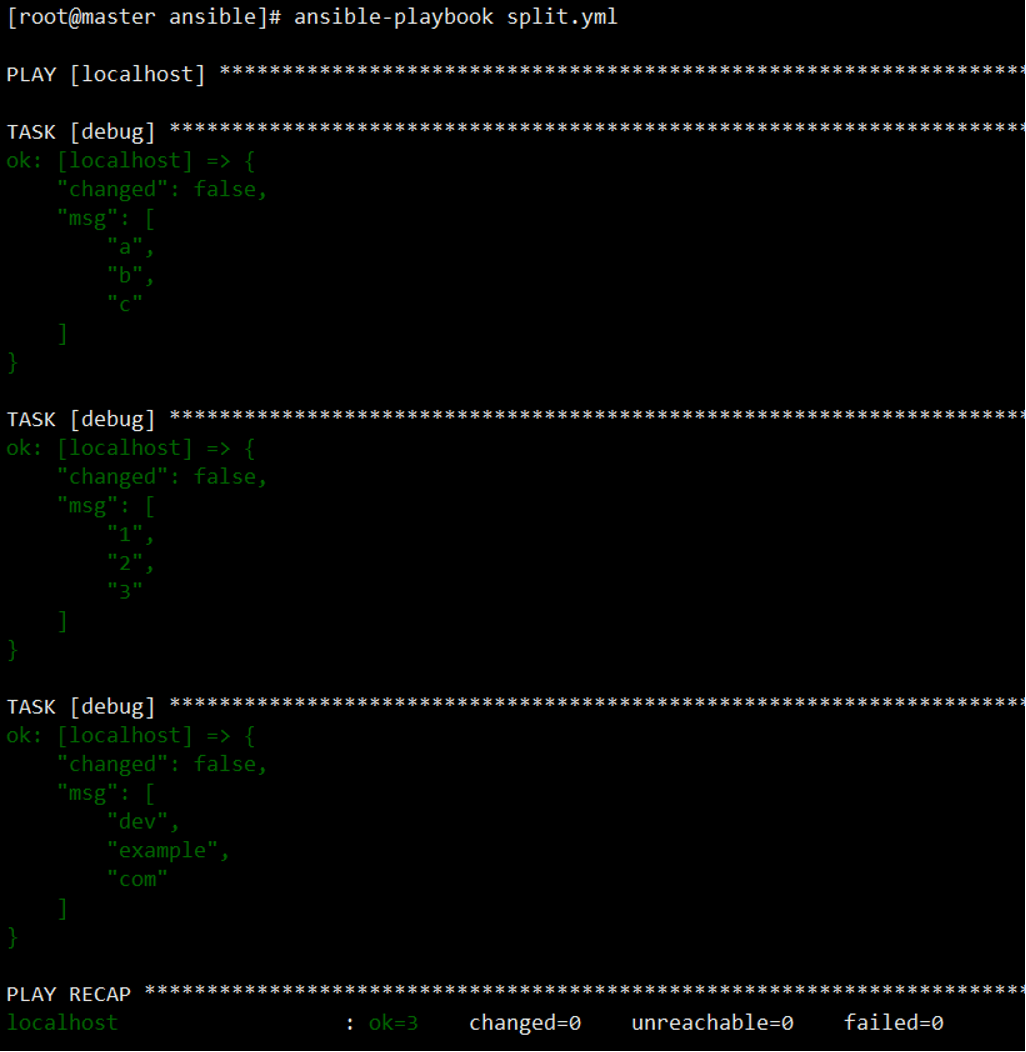 [root@master ansible]# ansible-playbook split.yml
PLAY [localhost] *****************************************************************
TASK [debug] *********************************************************************
ok: [localhost] => {
    "changed": false,
    "msg": [
        "a",
        "b",
        "c"
    ]
}
TASK [debug] *********************************************************************
ok: [localhost] => {
    "changed": false,
    "msg": [
        "1",
        "2",
        "3"
    ]
}
TASK [debug] *********************************************************************
ok: [localhost] => {
    "changed": false,
    "msg": [
        "dev",
        "example",
        "com"
    ]
}
PLAY RECAP ***********************************************************************
localhost                  : ok=3    changed=0    unreachable=0    failed=0